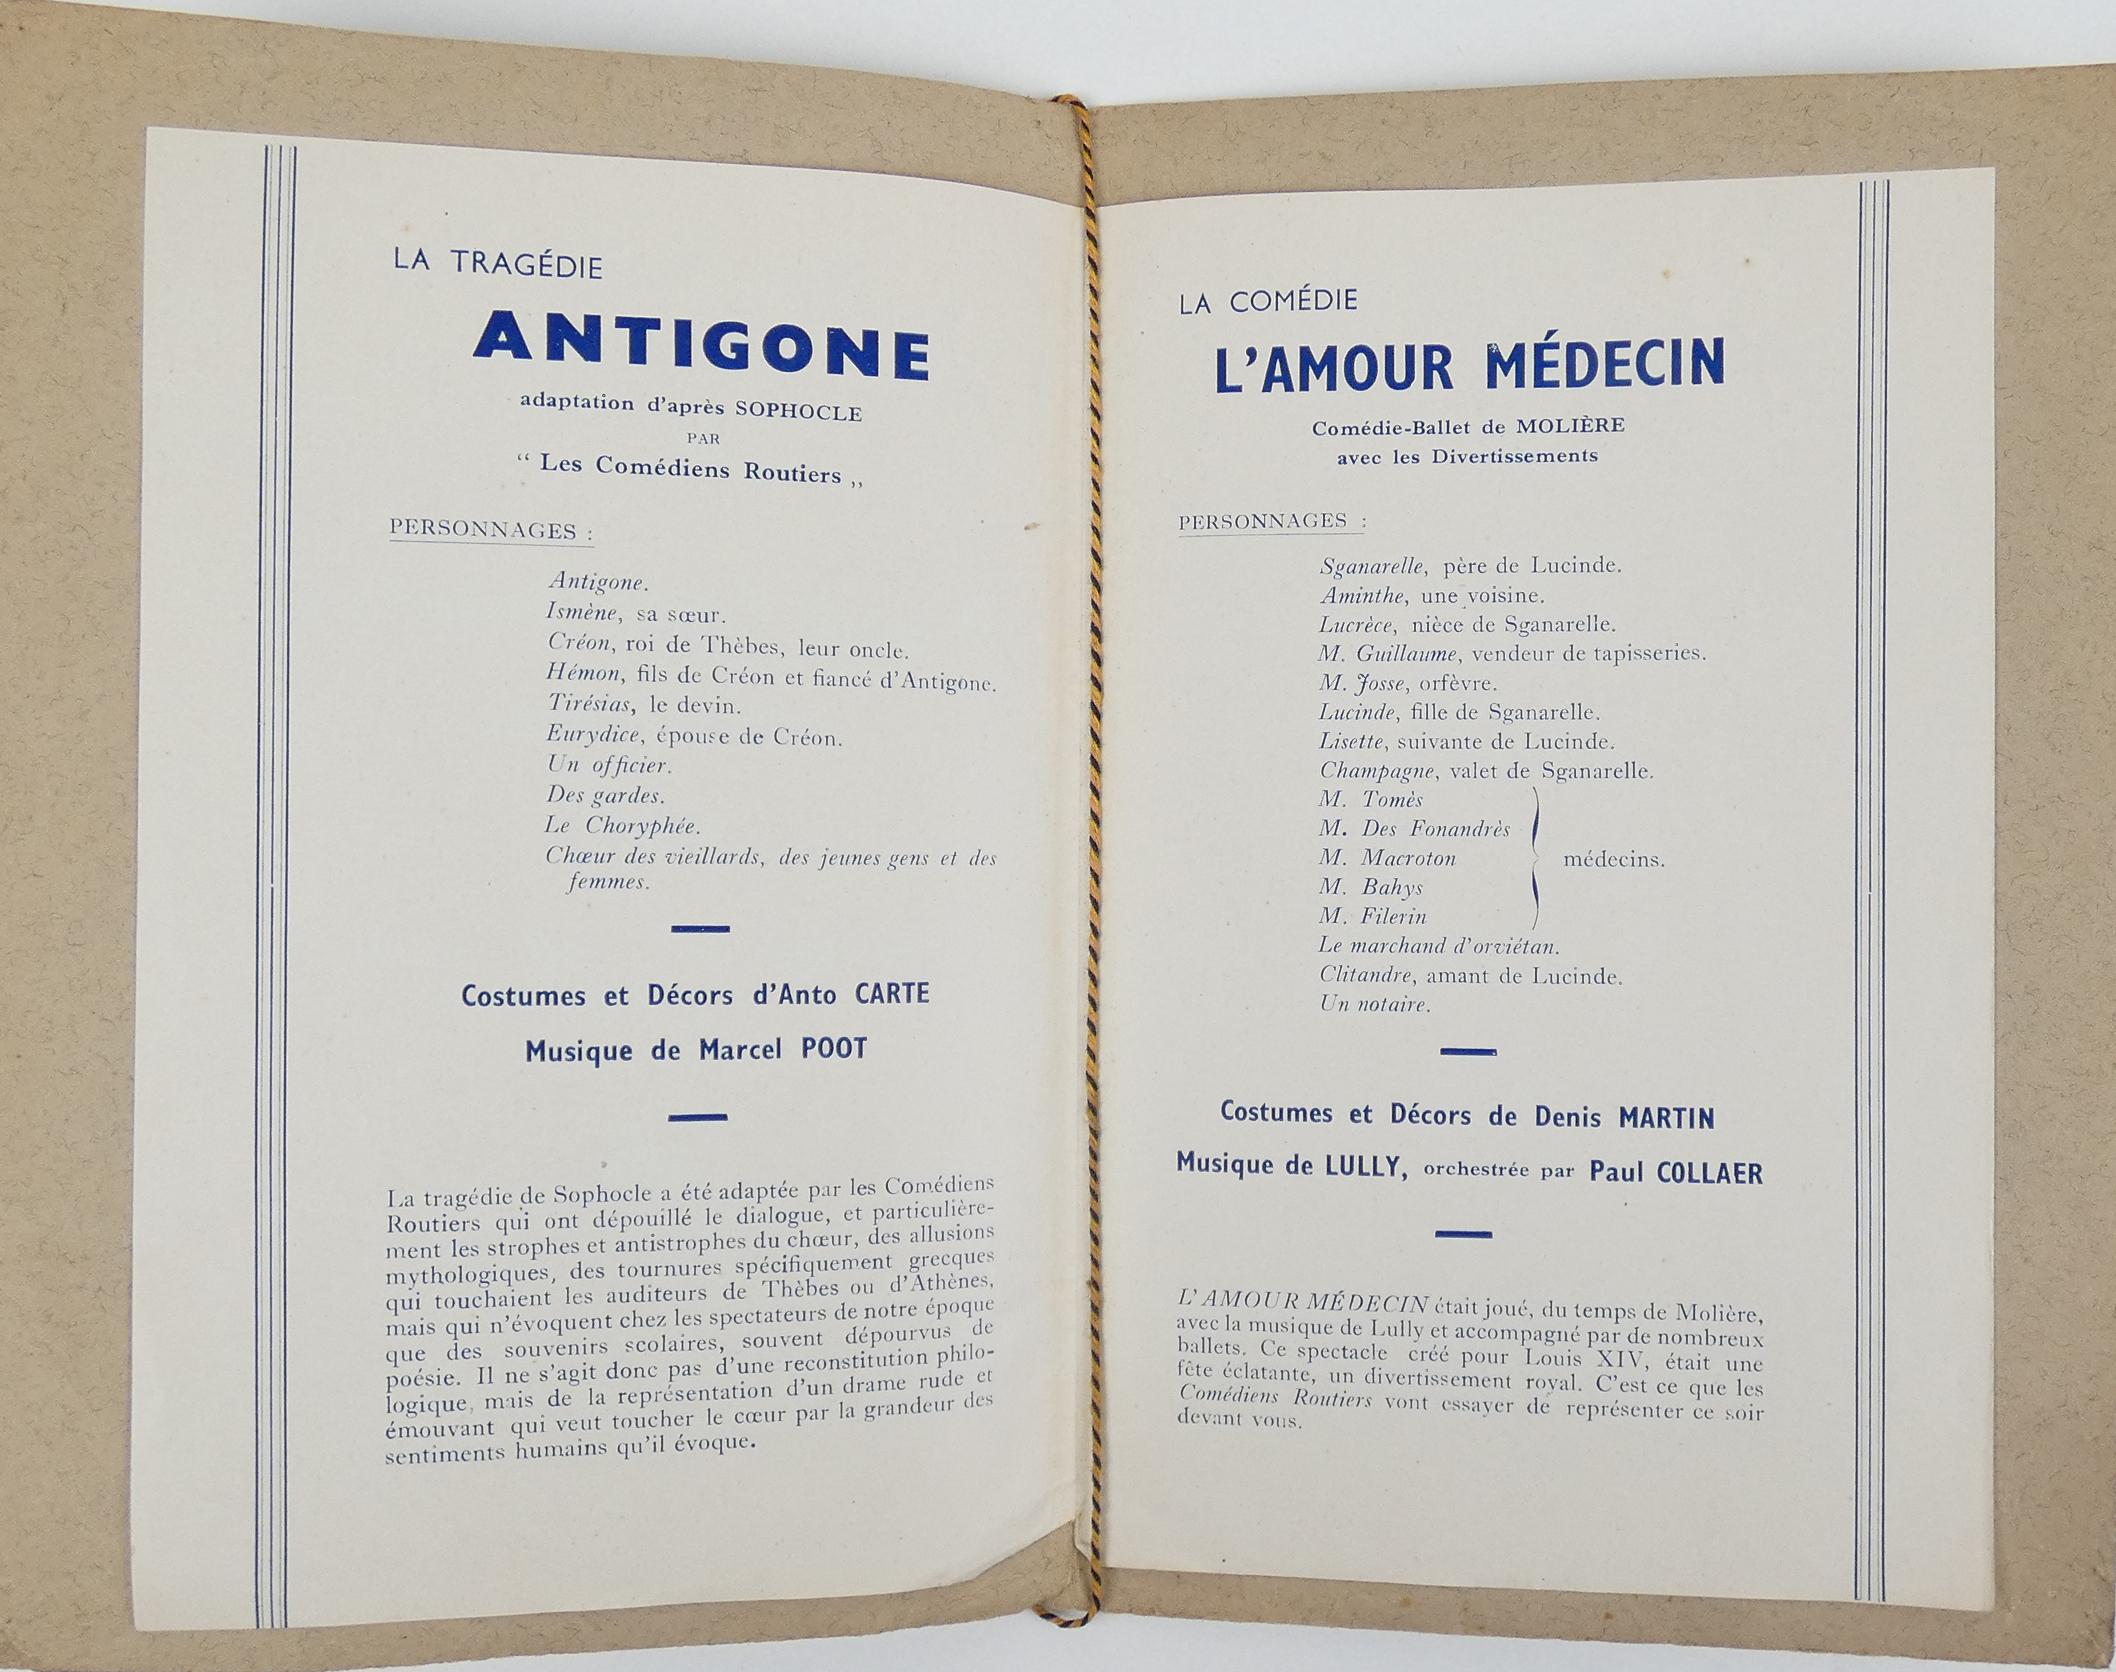 LA TRAGÉDIE
ANTIGONE
adaptation d'après SOPHOCLE
PAR
“ Les Comédiens Routiers „
PERSONNAGES :
Antigone.
Ismène, sa sœur.
Créon, roi de Thèbes, leur oncle.
Hémon, fils de Créon et fiancé d'Antigone.
Tirésias, le devin.
Eurydice, épouse de Créon.
Un officier.
Des gardes.
Le Choryphée.
Chœur des vieillards, des jeunes gens et des
femmes.
Costumes et Décors d'Anto CARTE
Musique de Marcel POOT
La tragédie de Sophocle a été adaptée par les Comédiens
Routiers qui ont dépouillé le dialogue, et particulière-
ment les strophes et antistrophes du chœur, des allusions
mythologiques, des tournures spécifiquement grecques
qui touchaient les auditeurs de Thèbes ou d'Athènes,
mais qui n'évoquent chez les spectateurs de notre époque
que des souvenirs scolaires, souvent dépourvus de
poésie. Il ne s'agit donc pas d'une reconstitution philo-
logique, mais de la représentation d'un drame rude et
émouvant qui veut toucher le cœur par la grandeur des
sentiments humains qu'il évoque.
LA COMÉDIE
L'AMOUR MÉDECIN
Comédie-Ballet de MOLIÈRE
avec les Divertissements
PERSONNAGES :
Sganarelle, père de Lucinde.
Aminthe, une voisine.
Lucrèce, nièce de Sganarelle.
M. Guillaume, vendeur de tapisseries.
M. Josse, orfèvre.
Lucinde, fille de Sganarelle.
Lisette, suivante de Lucinde.
Champagne, valet de Sganarelle.
M. Tomès
M. Des Fonandrès
M. Macroton médecins.
M. Bahys
M. Filerin
Le marchand d'orviétan.
Clitandre, amant de Lucinde.
Un notaire.
Costumes et Décors de Denis MARTIN
Musique de LULLY, orchestrée par Paul COLLAER
L'AMOUR MÉDECIN était joué, du temps de Molière,
avec la musique de Lully et accompagné par de nombreux
ballets. Ce spectacle créé pour Louis XIV, était une
fête éclatante, un divertissement royal. C'est ce que les
Comédiens Routiers vont essayer de représenter ce soir
devant vous.